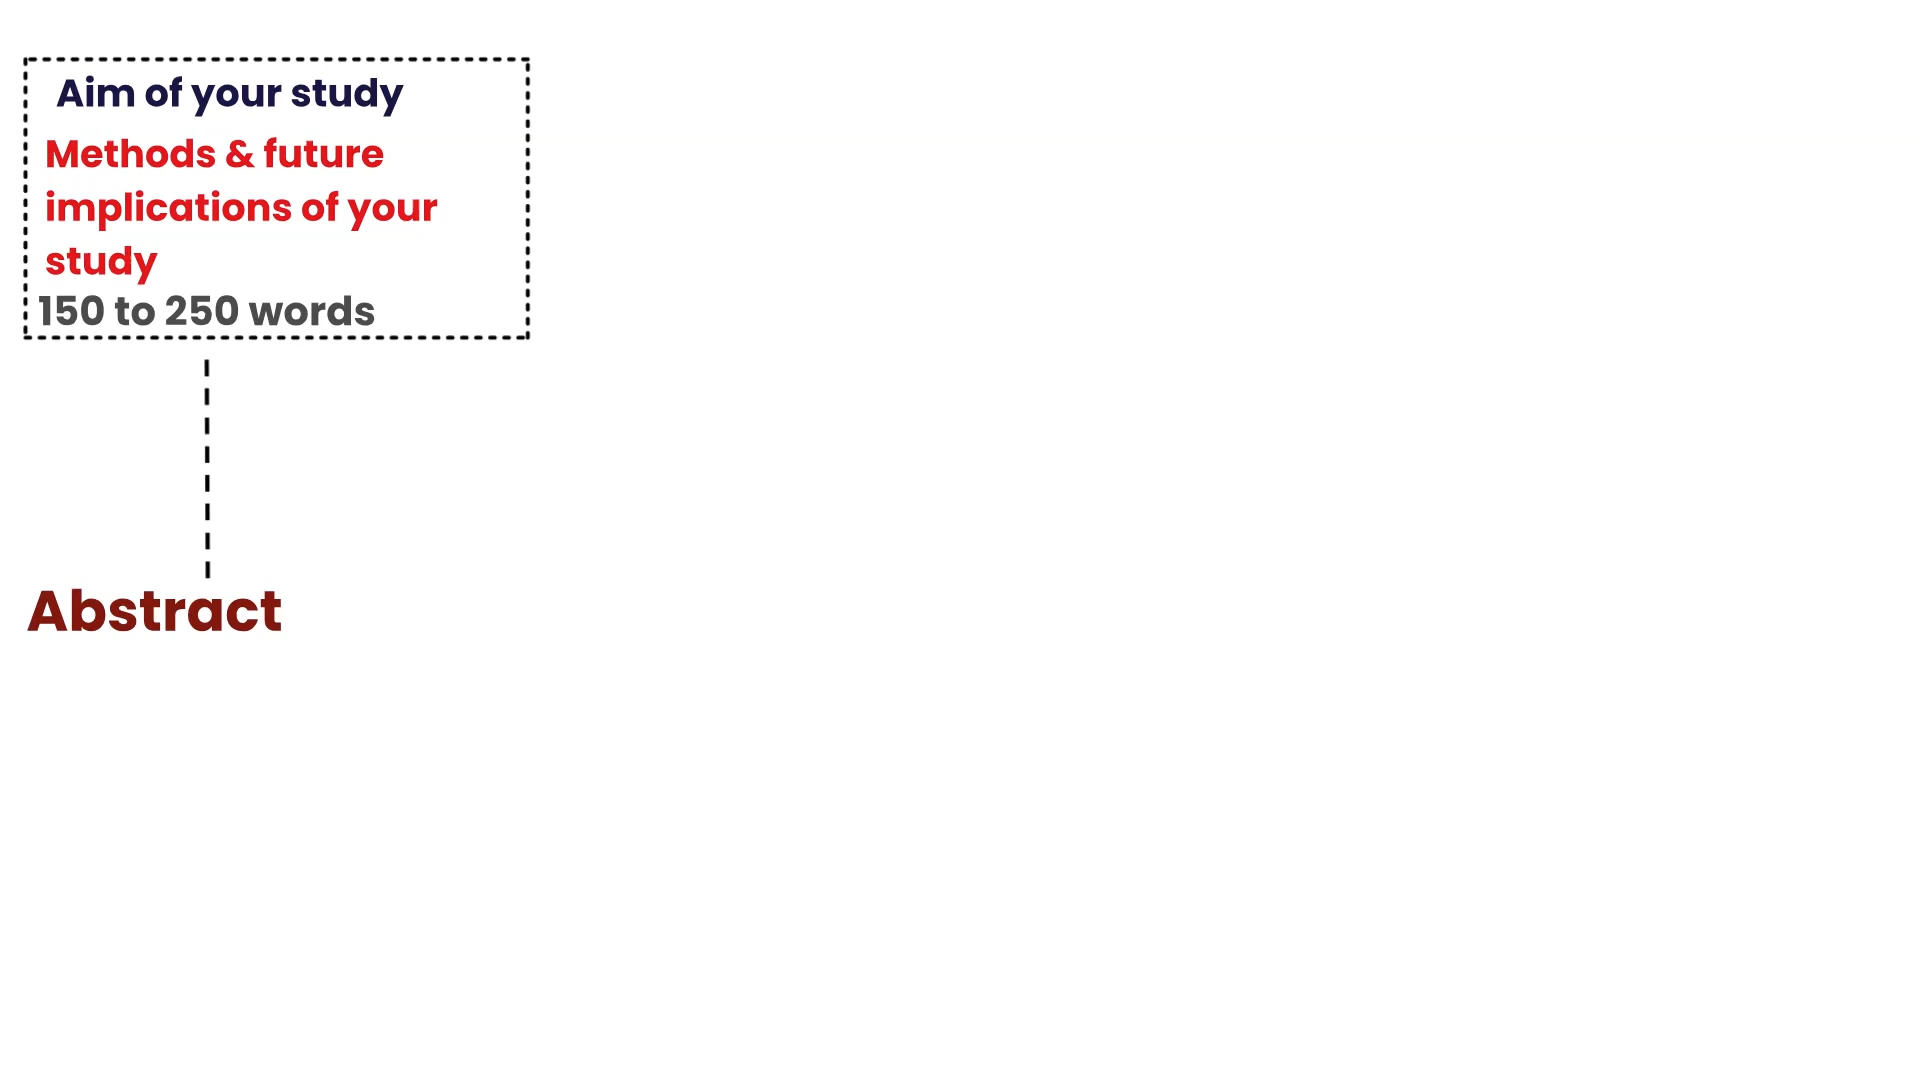 Aim of your study
Methods & future
implications of your
study
150 to 250 words
Abstract